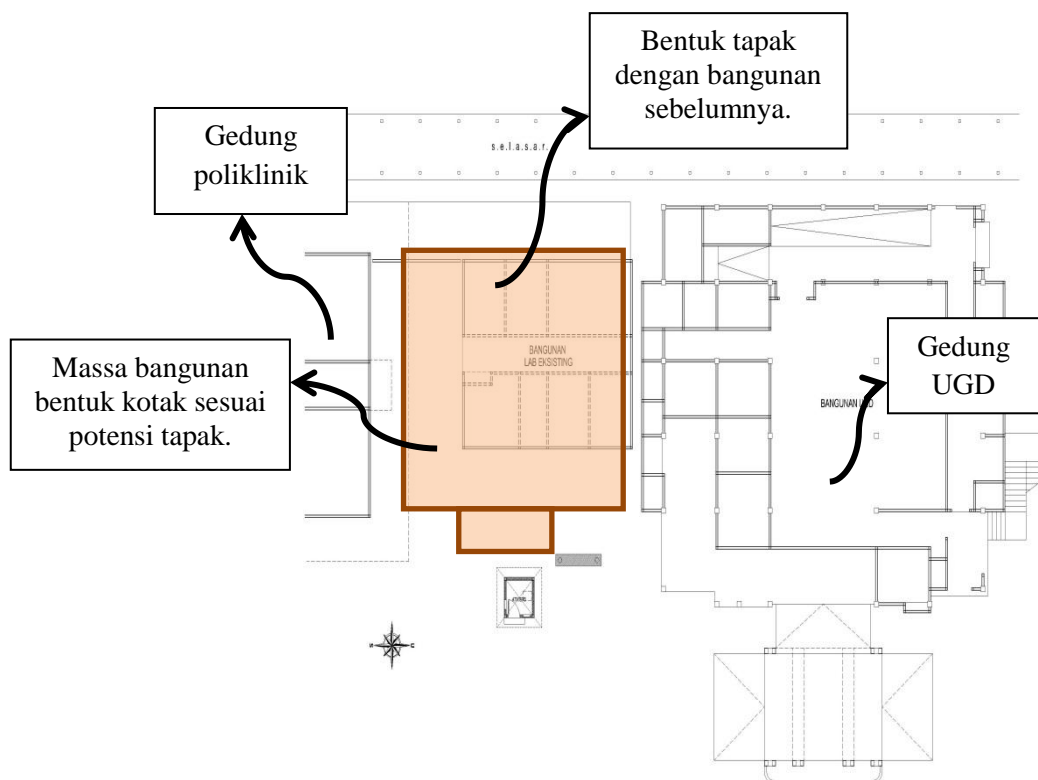 Bentuk tapak
dengan bangunan
sebelumnya.
Gedung
poliklinik
s.e.l.a.s.a.r.
Massa bangunan
bentuk kotak sesuai
potensi tapak.
BANGUNAN
LAB EKSISTING
Gedung
UGD
BANGUNAN UGD